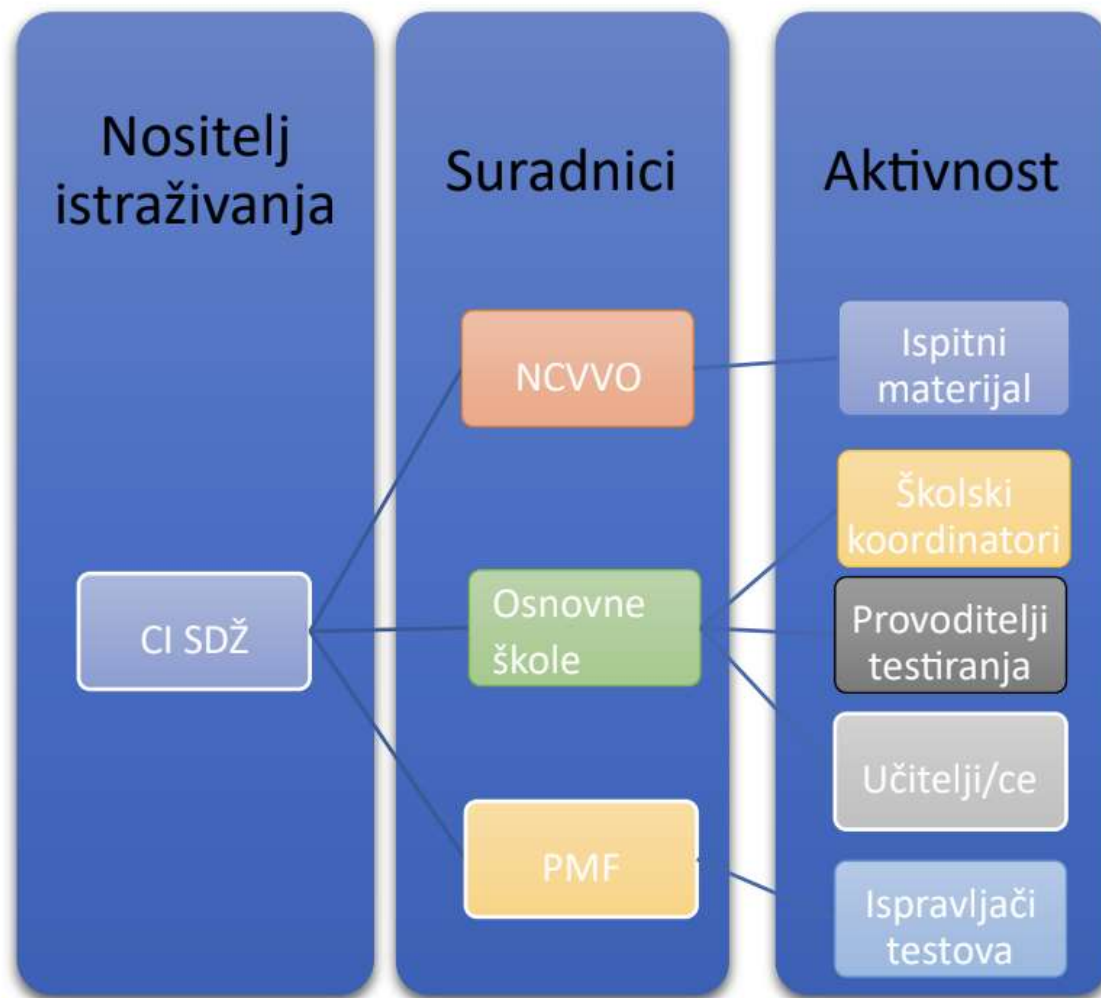 Nositelj
istraživanja
CI SDŽ
Suradnici
NCVVO
Osnovne
škole
PMF
Aktivnost
Ispitni
materijal
Školski
koordinatori
Provoditelji
testiranja
Učitelji/ce
Ispravljači
testova